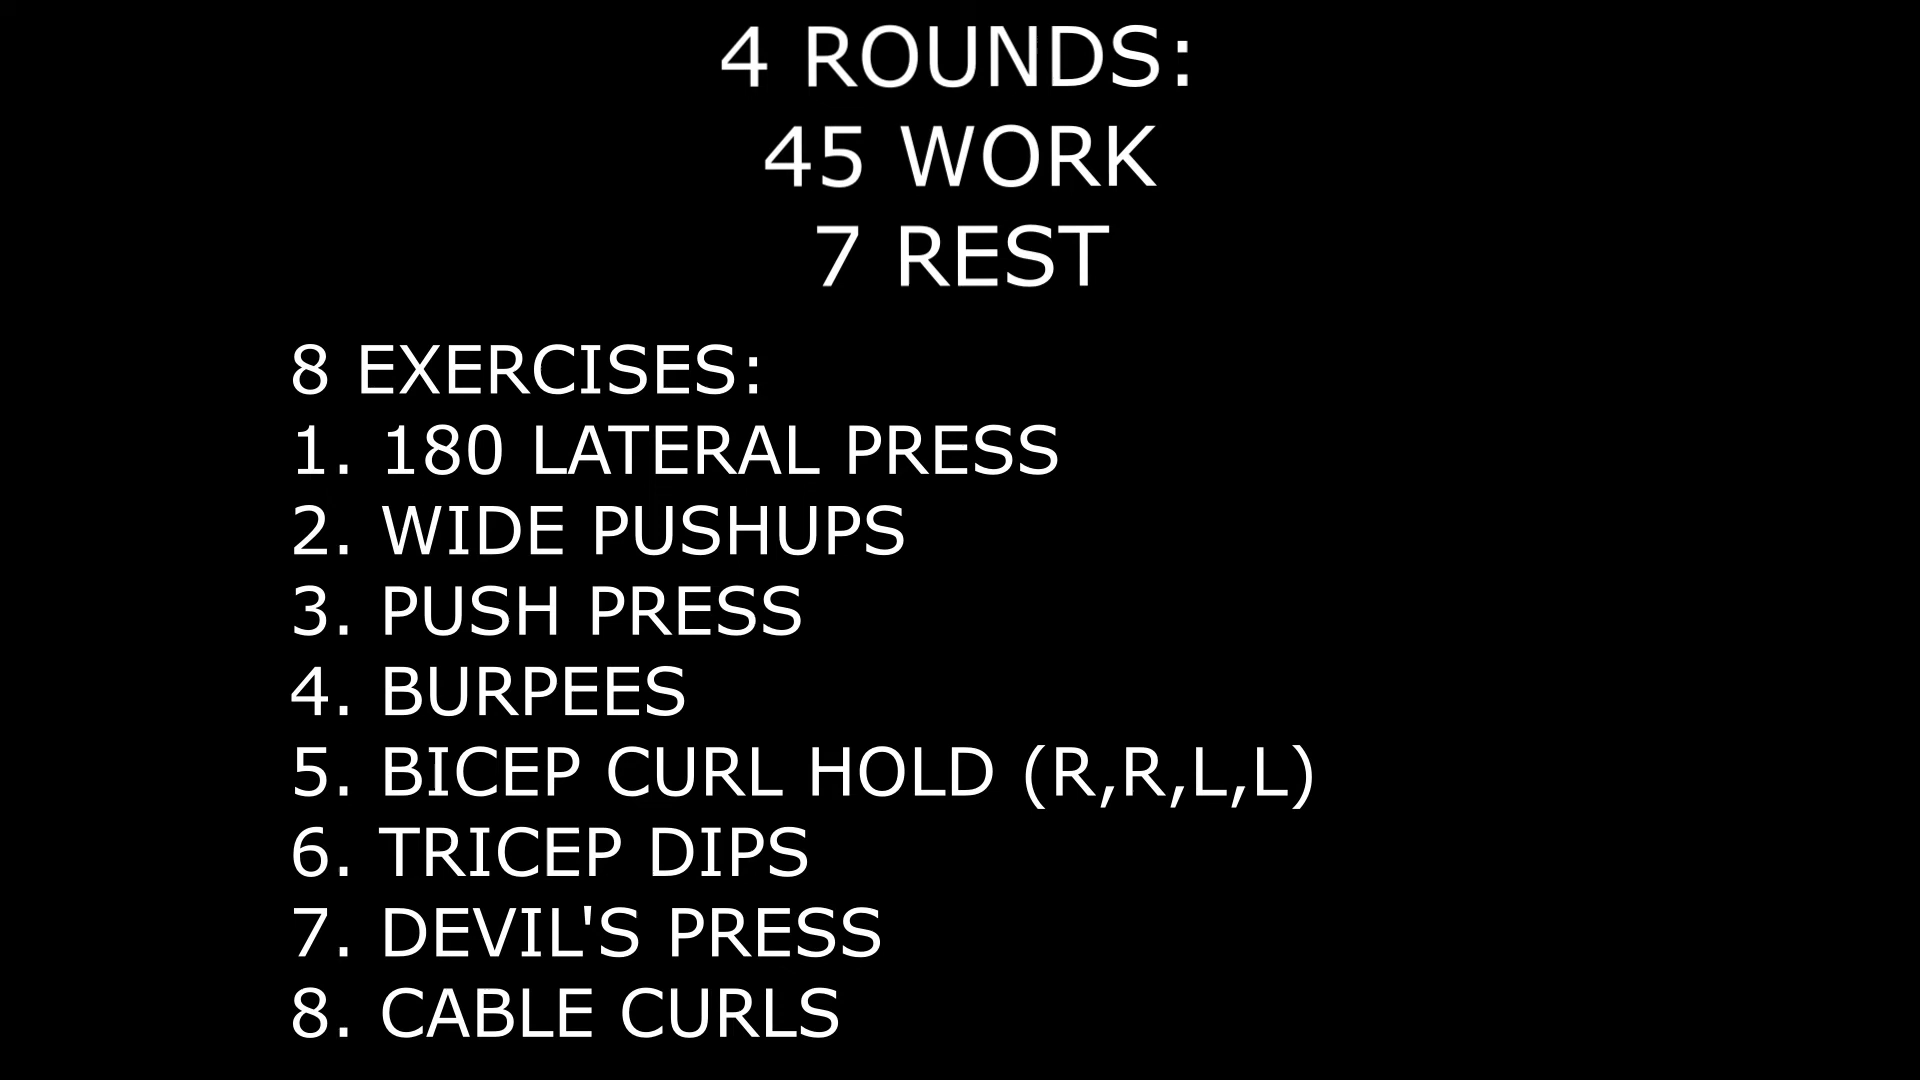 4 ROUNDS:
45 WORK
7 REST
8 EXERCISES:
1. 180 LATERAL PRESS
2. WIDE PUSHUPS
3. PUSH PRESS
4. BURPEES
5. BICEP CURL HOLD (R,R,L,L)
6. TRICEP DIPS
7. DEVIL'S PRESS
8. CABLE CURLS